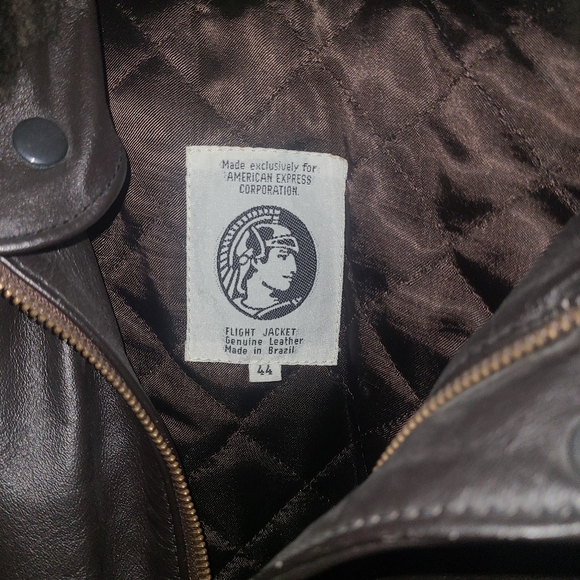 Made exclusively for
AMERICAN EXPRESS
CORPORATION.
FLIGHT JACKET
Genuine Leather
Made in Brazil
44